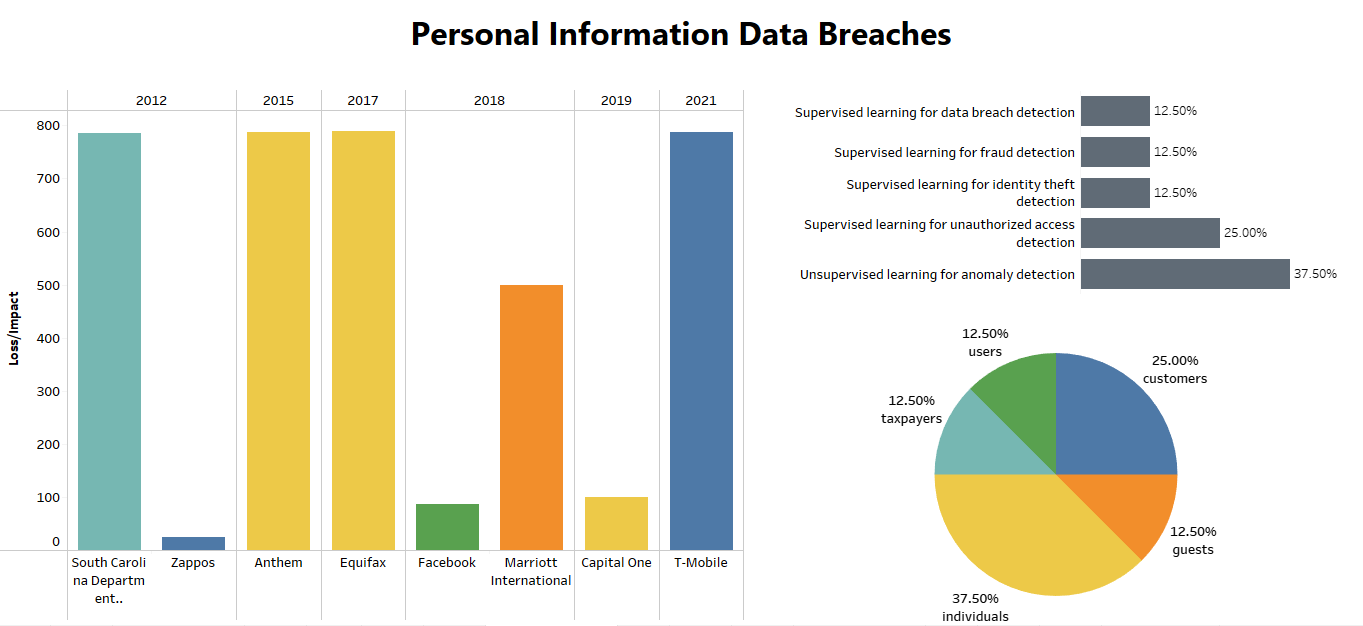 Personal Information Data Breaches
2012
2015
2017
2018
2019
2021
Loss/Impact
800
700
600
500
400
300
200
100
0
South Caroli
na Departm
ent..
Zappos
Anthem
Equifax
Facebook
Marriott
International
Capital One
T-Mobile
Supervised learning for data breach detection
12.50%
Supervised learning for fraud detection
12.50%
Supervised learning for identity theft
detection
12.50%
Supervised learning for unauthorized access
detection
25.00%
Unsupervised learning for anomaly detection
37.50%
12.50%
users
25.00%
customers
12.50%
taxpayers
12.50%
guests
37.50%
individuals